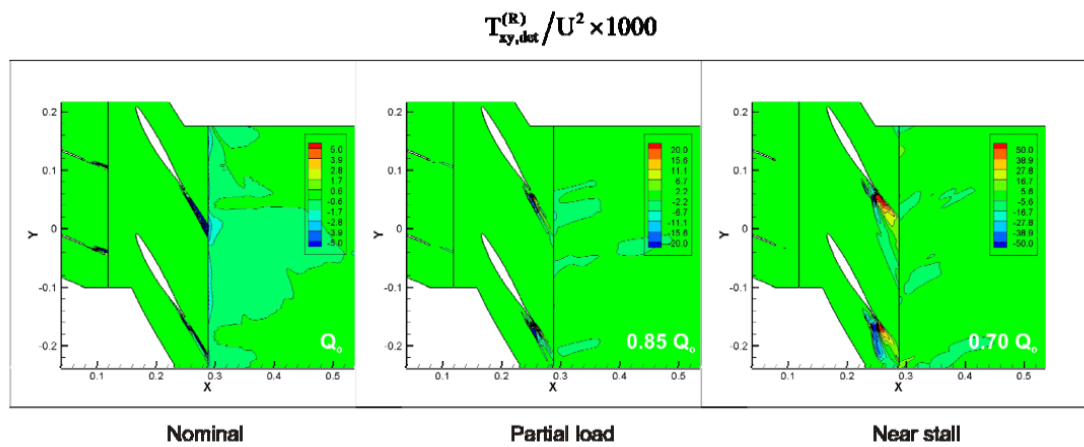 T_{xy,det}^{(R)}/U² ×1000
Y
0.2
0.1
0
-0.1
-0.2
5.0
3.9
2.8
1.7
0.6
-0.6
-1.7
-2.8
-3.9
-5.0
Q_o
0.1 0.2 0.3 0.4 0.5
X
Y
0.2
0.1
0
-0.1
-0.2
20.0
15.6
11.1
6.7
2.2
-2.2
-6.7
-11.1
-15.6
-20.0
0.85 Q_o
0.1 0.2 0.3 0.4 0.5
X
Y
0.2
0.1
0
-0.1
-0.2
50.0
38.9
27.8
16.7
5.6
-5.6
-16.7
-27.8
-38.9
-50.0
0.70 Q_o
0.1 0.2 0.3 0.4 0.5
X
Nominal
Partial load
Near stall